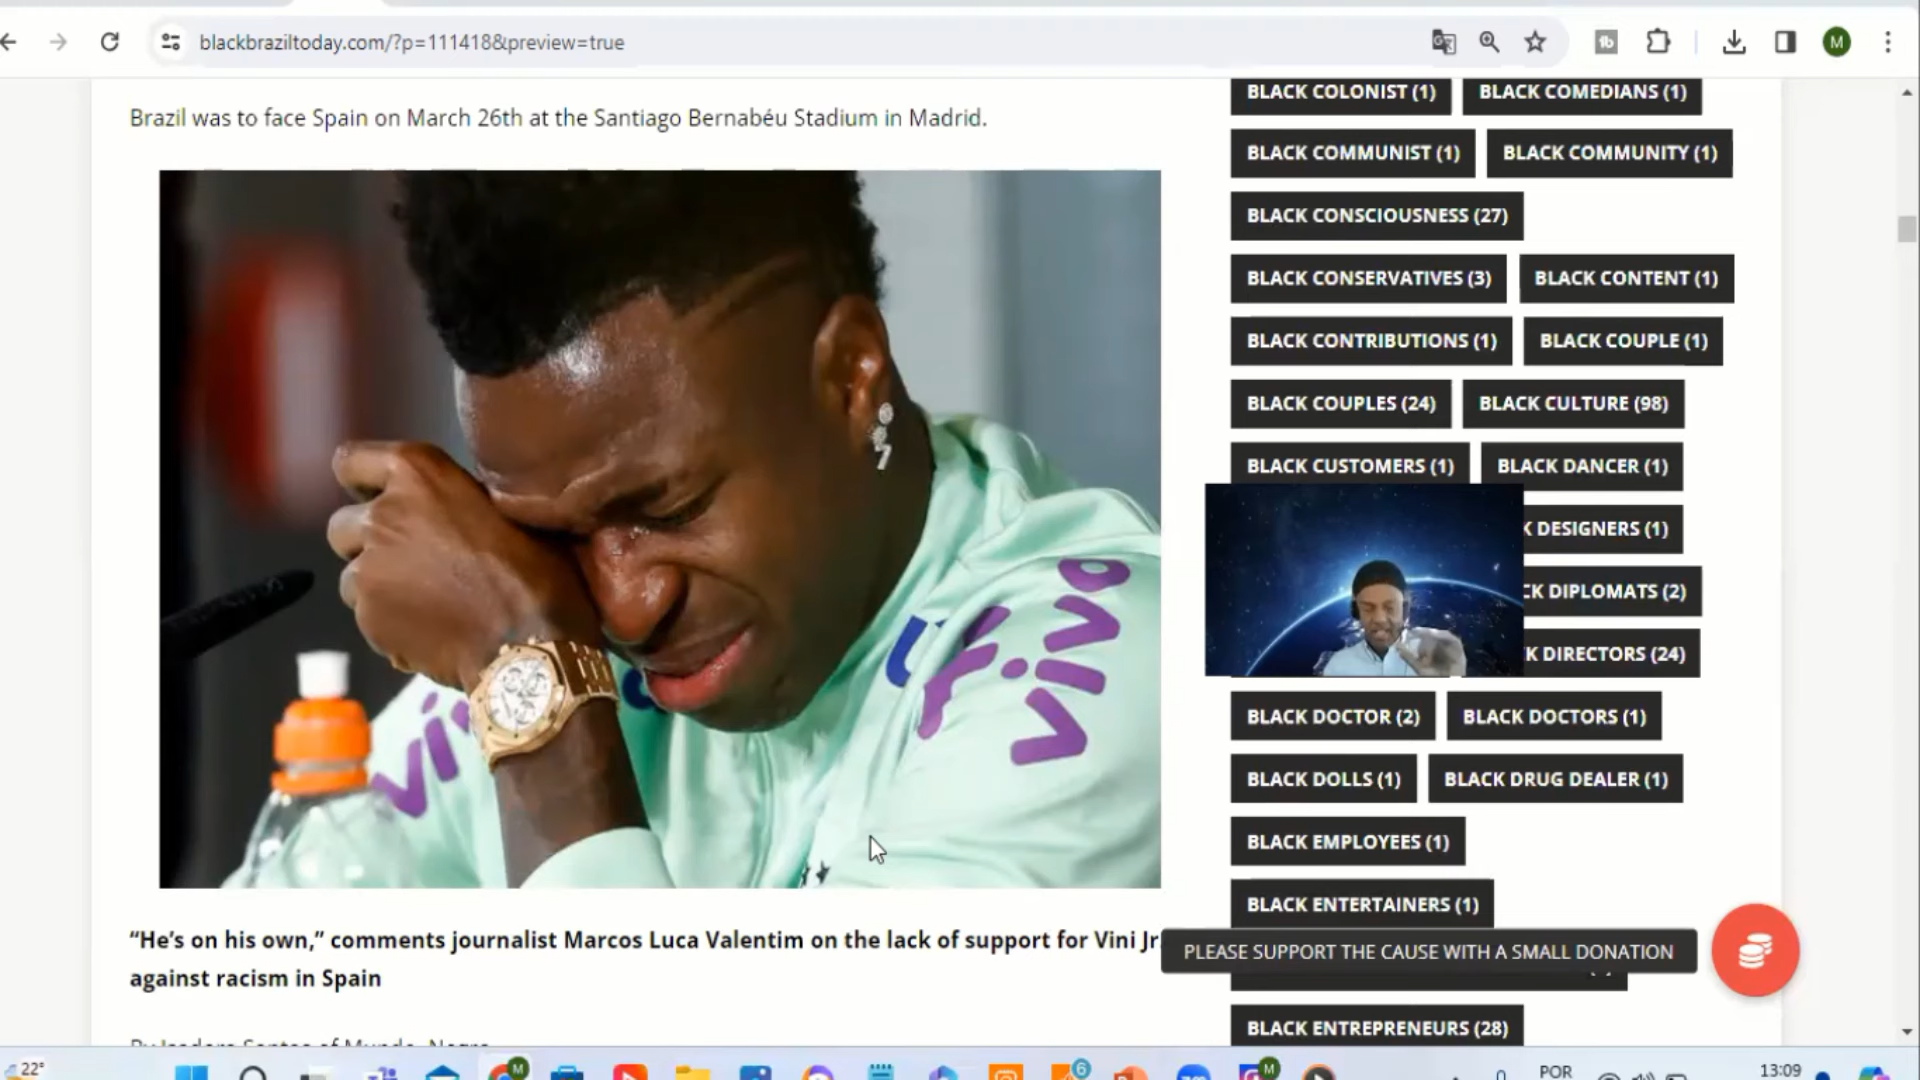 blackbraziltoday.com/?p=111418&preview=true
M
Brazil was to face Spain on March 26th at the Santiago Bernabéu Stadium in Madrid.
vivo
“He’s on his own,” comments journalist Marcos Luca Valentim on the lack of support for Vini Jr
against racism in Spain
BLACK COLONIST (1)
BLACK COMEDIANS (1)
BLACK COMMUNIST (1)
BLACK COMMUNITY (1)
BLACK CONSCIOUSNESS (27)
BLACK CONSERVATIVES (3)
BLACK CONTENT (1)
BLACK CONTRIBUTIONS (1)
BLACK COUPLE (1)
BLACK COUPLES (24)
BLACK CULTURE (98)
BLACK CUSTOMERS (1)
BLACK DANCER (1)
K DESIGNERS (1)
CK DIPLOMATS (2)
K DIRECTORS (24)
BLACK DOCTOR (2)
BLACK DOCTORS (1)
BLACK DOLLS (1)
BLACK DRUG DEALER (1)
BLACK EMPLOYEES (1)
BLACK ENTERTAINERS (1)
PLEASE SUPPORT THE CAUSE WITH A SMALL DONATION
BLACK ENTREPRENEURS (28)
22°
M
6
M
POR
13:09